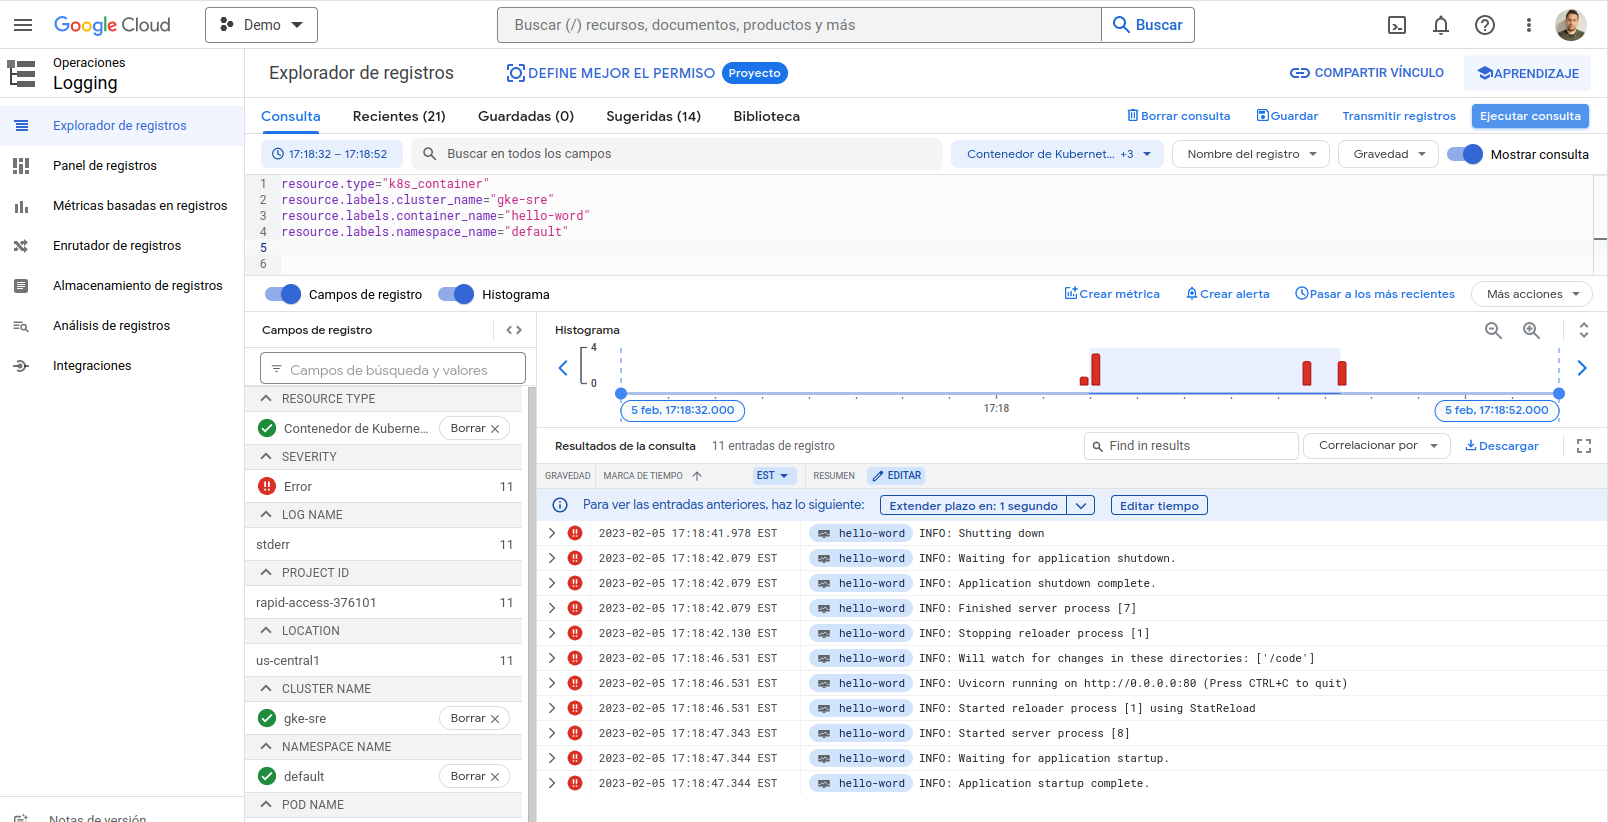 Google Cloud
Demo
Buscar (/) recursos, documentos, productos y más
Buscar
Operaciones
Logging
Explorador de registros
DEFINE MEJOR EL PERMISO
Proyecto
COMPARTIR VÍNCULO
APRENDIZAJE
Explorador de registros
Panel de registros
Métricas basadas en registros
Enrutador de registros
Almacenamiento de registros
Análisis de registros
Integraciones
Notas de versión
Consulta
Recientes (21)
Guardadas (0)
Sugeridas (14)
Biblioteca
Borrar consulta
Guardar
Transmitir registros
Ejecutar consulta
17:18:32 – 17:18:52
Buscar en todos los campos
Contenedor de Kubernet... +3
Nombre del registro
Gravedad
Mostrar consulta
1 resource.type="k8s_container"
2 resource.labels.cluster_name="gke-sre"
3 resource.labels.container_name="hello-word"
4 resource.labels.namespace_name="default"
5
6
Campos de registro
Histograma
Crear métrica
Crear alerta
Pasar a los más recientes
Más acciones
Campos de registro
Campos de búsqueda y valores
RESOURCE TYPE
Contenedor de Kuberne... Borrar
SEVERITY
Error 11
LOG NAME
stderr 11
PROJECT ID
rapid-access-376101 11
LOCATION
us-central1 11
CLUSTER NAME
gke-sre Borrar
NAMESPACE NAME
default Borrar
POD NAME
Histograma
4
0
17:18
5 feb, 17:18:32.000
5 feb, 17:18:52.000
Resultados de la consulta
11 entradas de registro
Find in results
Correlacionar por
Descargar
GRAVEDAD MARCA DE TIEMPO EST RESUMEN EDITAR
Para ver las entradas anteriores, haz lo siguiente: Extender plazo en: 1 segundo Editar tiempo
2023-02-05 17:18:41.978 EST hello-word INFO: Shutting down
2023-02-05 17:18:42.079 EST hello-word INFO: Waiting for application shutdown.
2023-02-05 17:18:42.079 EST hello-word INFO: Application shutdown complete.
2023-02-05 17:18:42.079 EST hello-word INFO: Finished server process [7]
2023-02-05 17:18:42.130 EST hello-word INFO: Stopping reloader process [1]
2023-02-05 17:18:46.531 EST hello-word INFO: Will watch for changes in these directories: ['/code']
2023-02-05 17:18:46.531 EST hello-word INFO: Uvicorn running on http://0.0.0.0:80 (Press CTRL+C to quit)
2023-02-05 17:18:46.531 EST hello-word INFO: Started reloader process [1] using StatReload
2023-02-05 17:18:47.343 EST hello-word INFO: Started server process [8]
2023-02-05 17:18:47.344 EST hello-word INFO: Waiting for application startup.
2023-02-05 17:18:47.344 EST hello-word INFO: Application startup complete.